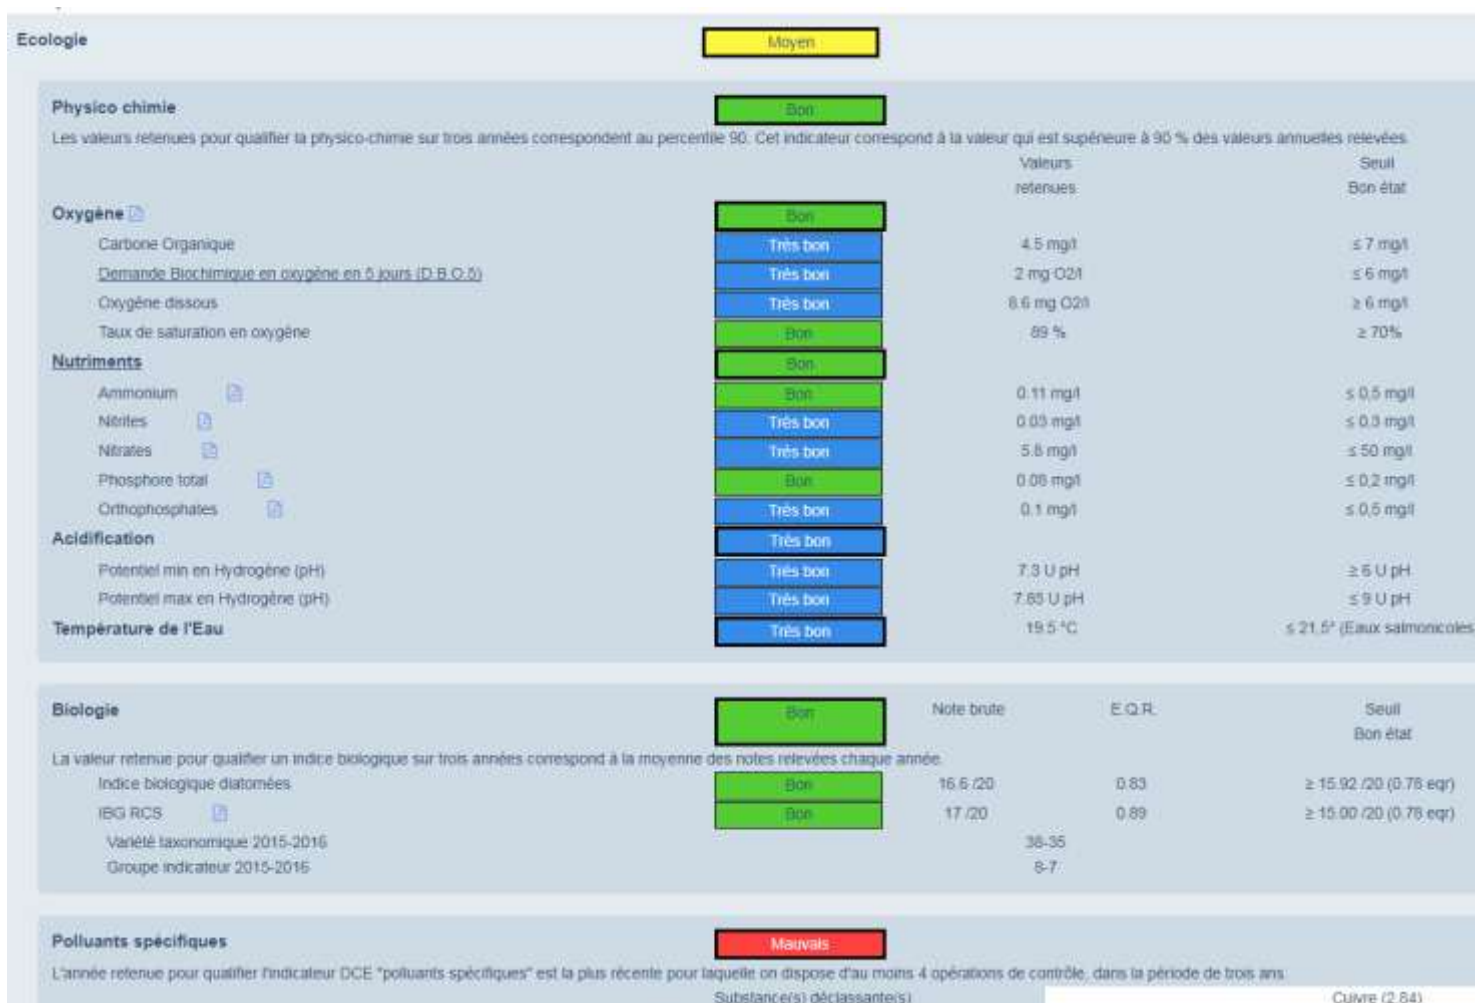 Ecologie Moyen
Physico chimie Bon
Les valeurs retenues pour qualifier la physico-chimie sur trois années correspondent au percentile 90. Cet indicateur correspond à la valeur qui est supérieure à 90 % des valeurs annuelles relevées.
Valeurs Seuil
retenues Bon état
Oxygène Bon
Carbone Organique Très bon 4.5 mg/l ≤ 7 mg/l
Demande Biochimique en oxygène en 5 jours (D.B.O.5) Très bon 2 mg O2/l ≤ 6 mg/l
Oxygène dissous Très bon 8.6 mg O2/l ≥ 6 mg/l
Taux de saturation en oxygène Bon 89 % ≥ 70%
Nutriments Bon
Ammonium Bon 0.11 mg/l ≤ 0,5 mg/l
Nitrites Très bon 0.03 mg/l ≤ 0,3 mg/l
Nitrates Très bon 5.8 mg/l ≤ 50 mg/l
Phosphore total Bon 0.08 mg/l ≤ 0,2 mg/l
Orthophosphates Très bon 0.1 mg/l ≤ 0,5 mg/l
Acidification Très bon
Potentiel min en Hydrogène (pH) Très bon 7.3 U pH ≥ 6 U pH
Potentiel max en Hydrogène (pH) Très bon 7.85 U pH ≤ 9 U pH
Température de l'Eau Très bon 19.5 °C ≤ 21,5° (Eaux salmonicoles
Biologie Bon Note brute E.Q.R. Seuil
Bon état
La valeur retenue pour qualifier un indice biologique sur trois années correspond à la moyenne des notes relevées chaque année.
Indice biologique diatomées Bon 16.6 /20 0.83 ≥ 15.92 /20 (0.78 eqr)
IBG RCS Bon 17 /20 0.89 ≥ 15.00 /20 (0.78 eqr)
Variété taxonomique 2015-2016 38-35
Groupe indicateur 2015-2016 8-7
Polluants spécifiques Mauvais
L'année retenue pour qualifier l'indicateur DCE "polluants spécifiques" est la plus récente pour laquelle on dispose d'au moins 4 opérations de contrôle, dans la période de trois ans.
Substance(s) déclassante(s) Cuivre (2.84)